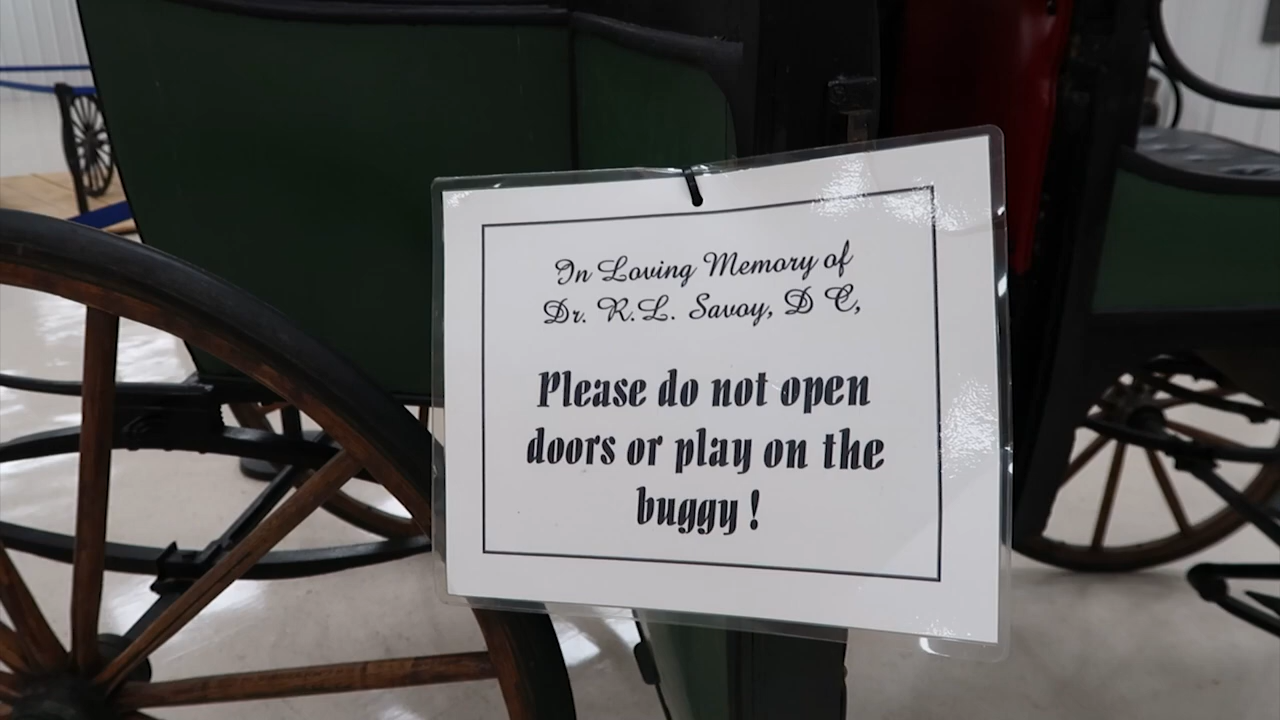 In Loving Memory of
Dr. R.L. Savoy, D C,
Please do not open
doors or play on the
buggy !